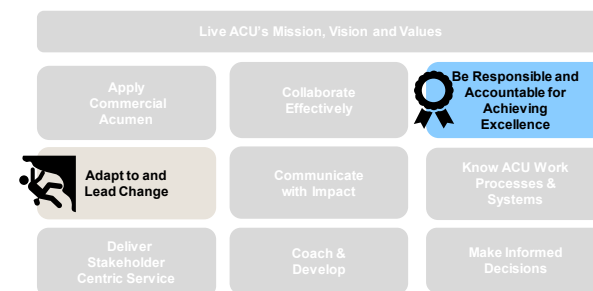 Live ACU's Mission, Vision and Values
Apply
Commercial
Acumen
Collaborate
Effectively
Be Responsible and
Accountable for
Achieving
Excellence
Adapt to and
Lead Change
Communicate
with Impact
Know ACU Work
Processes &
Systems
Deliver
Stakeholder
Centric Service
Coach &
Develop
Make Informed
Decisions